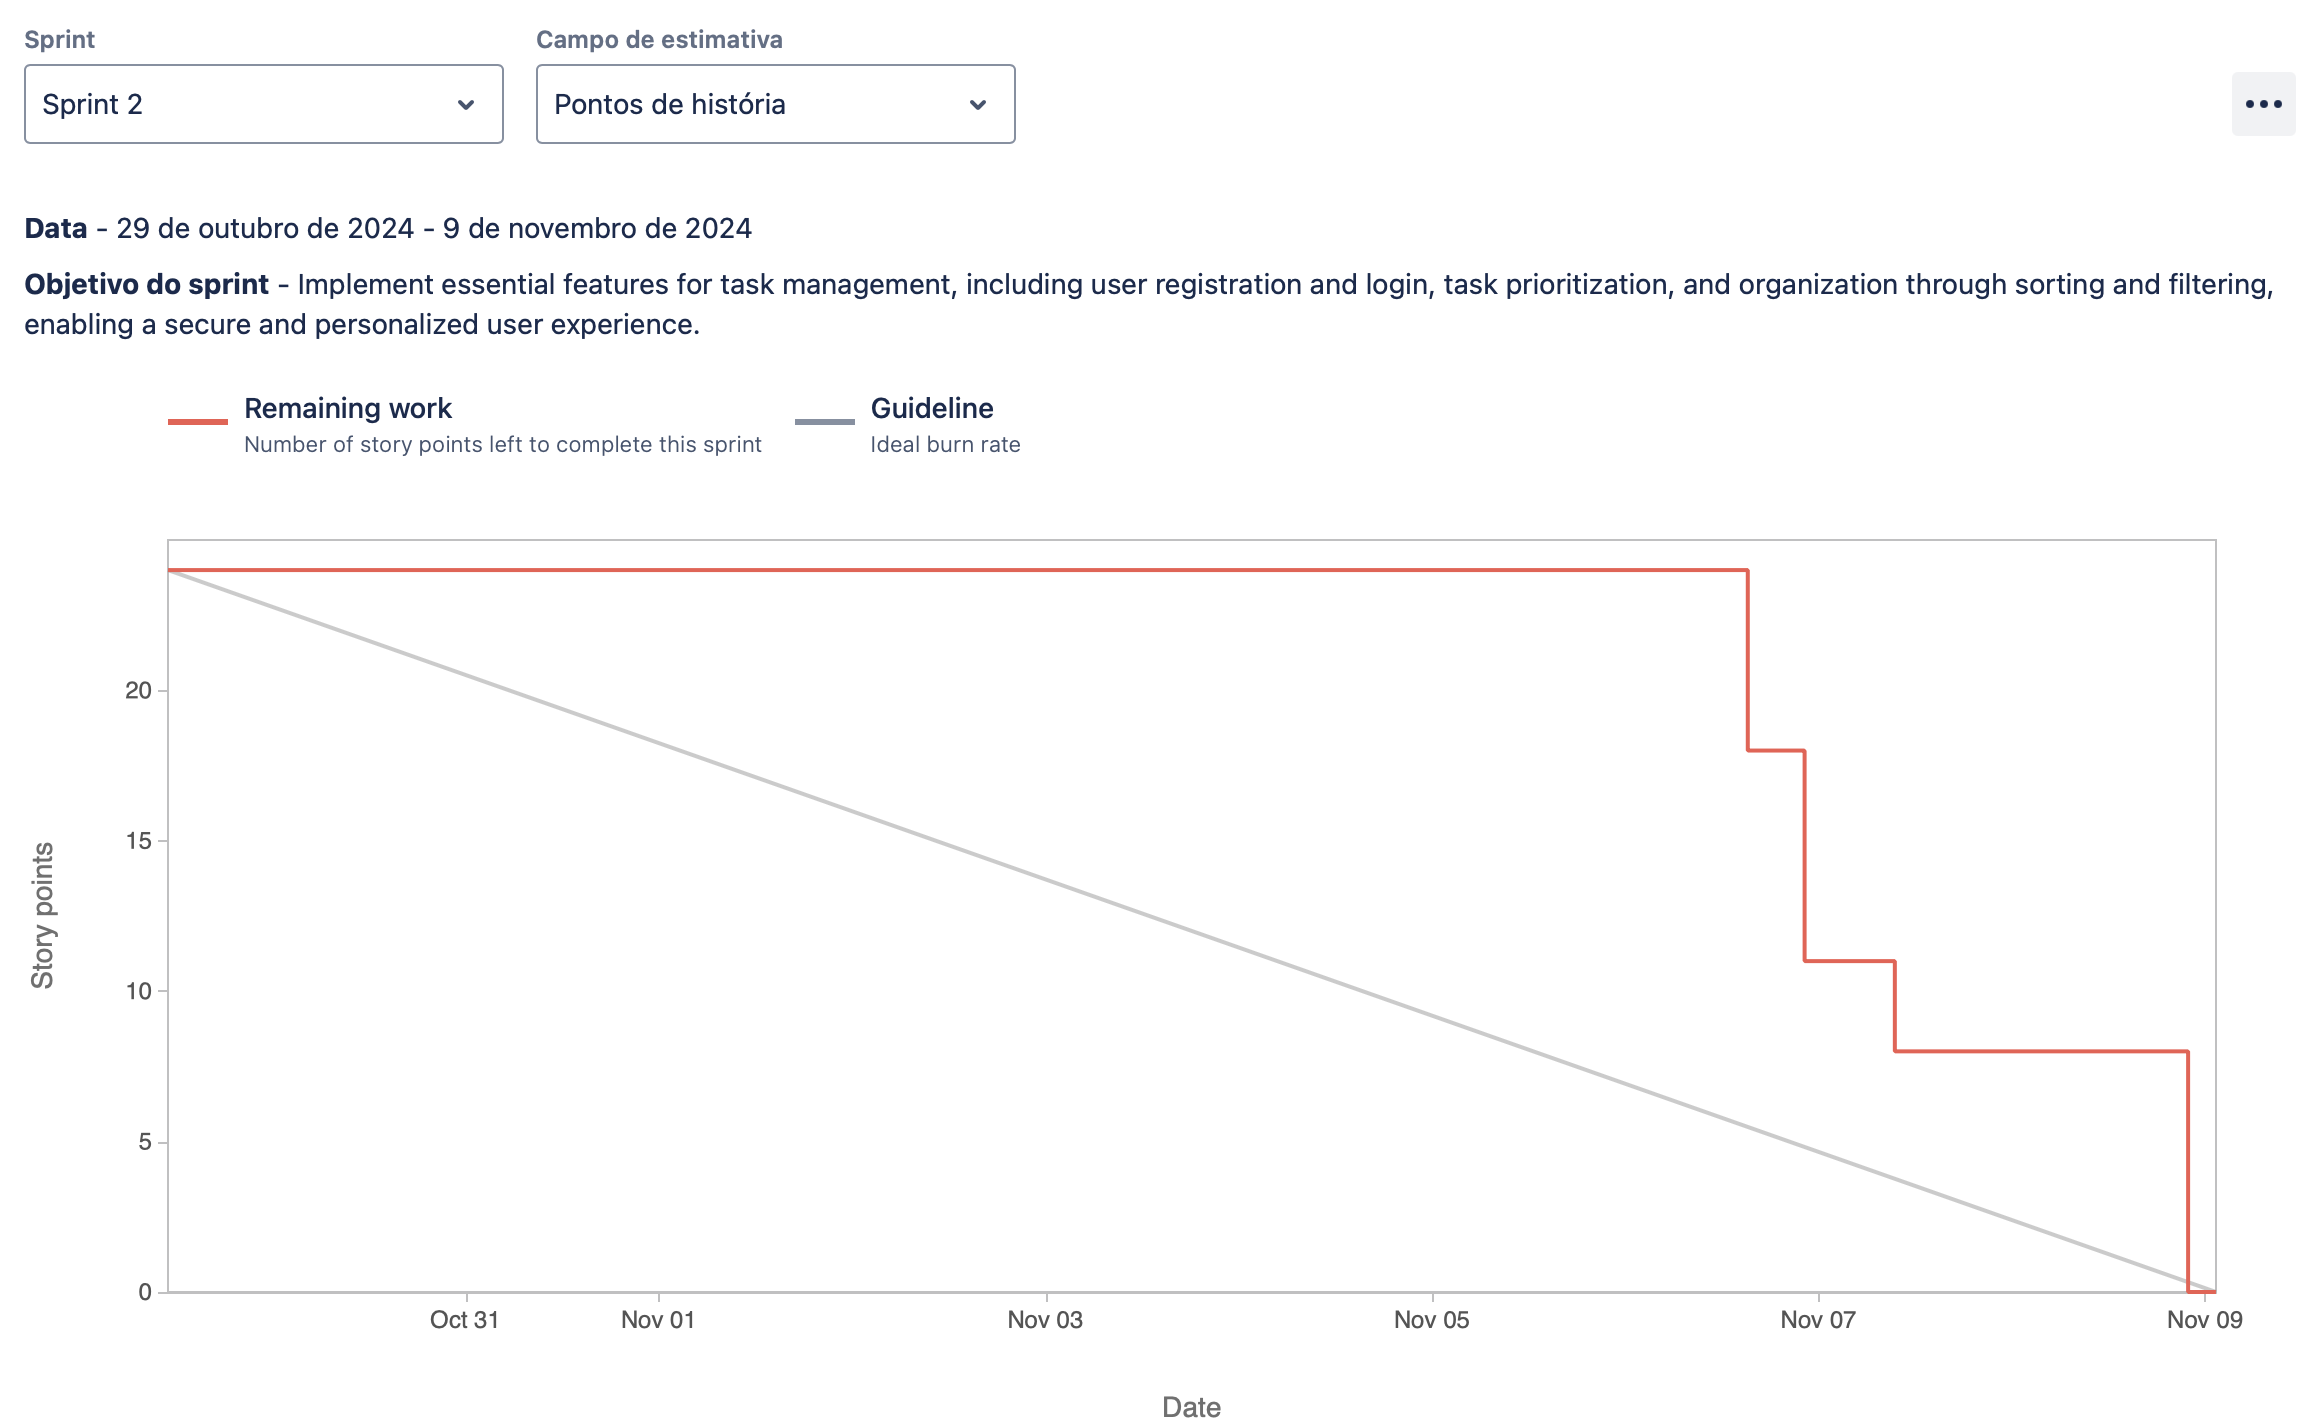 Sprint
Campo de estimativa
Sprint 2
Pontos de história
Data - 29 de outubro de 2024 - 9 de novembro de 2024
Objetivo do sprint - Implement essential features for task management, including user registration and login, task prioritization, and organization through sorting and filtering,
enabling a secure and personalized user experience.
Remaining work
Number of story points left to complete this sprint
Guideline
Ideal burn rate
Story points
20
15
10
5
0
Oct 31
Nov 01
Nov 03
Nov 05
Nov 07
Nov 09
Date